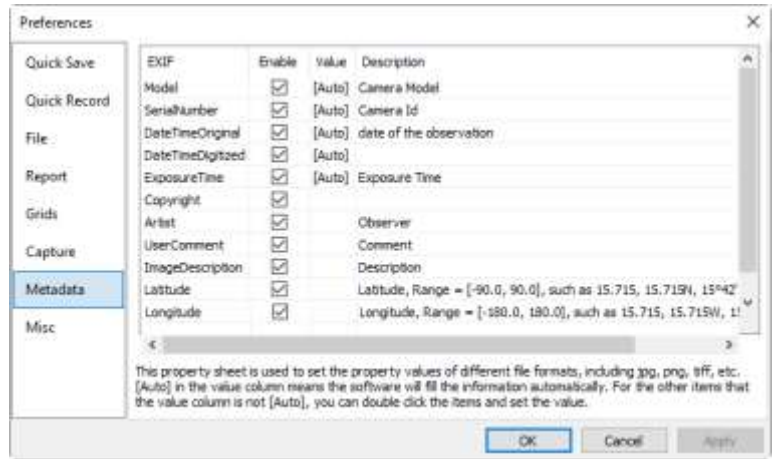 Preferences
Quick Save
Quick Record
File
Report
Grids
Capture
Metadata
Misc
EXIF Enable Value Description
Model [Auto] Camera Model
SerialNumber [Auto] Camera Id
DateTimeOriginal [Auto] date of the observation
DateTimeDigitized [Auto]
ExposureTime [Auto] Exposure Time
Copyright
Artist Observer
UserComment Comment
ImageDescription Description
Latitude Latitude, Range = [-90.0, 90.0], such as 15.715, 15.715N, 15°42'
Longitude Longitude, Range = [-180.0, 180.0], such as 15.715, 15.715W,
This property sheet is used to set the property values of different file formats, including jpg, png, tiff, etc.
[Auto] in the value column means the software will fill the information automatically. For the other items that
the value column is not [Auto], you can double click the items and set the value.
OK Cancel Apply